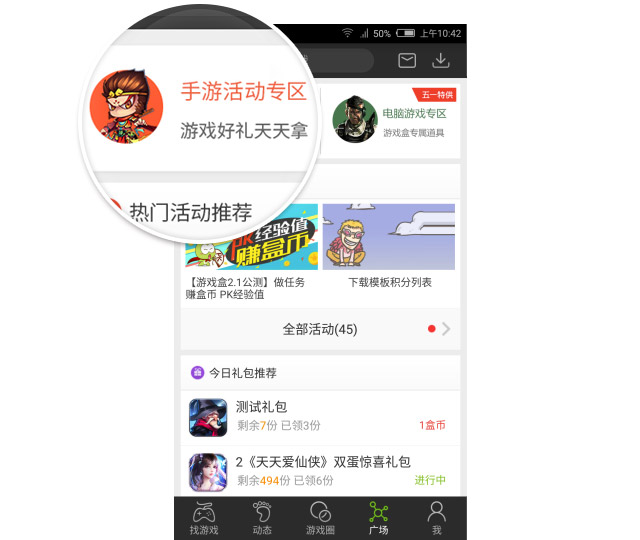 50% 上午10:42
手游活动专区
游戏好礼天天拿
五一特供
电脑游戏专区
游戏盒专属道具
热门活动推荐
PK经验值
赚盒币
【游戏盒2.1公测】做任务
赚盒币 PK经验值
下载模板积分列表
全部活动(45)
今日礼包推荐
测试礼包
剩余7份 已领3份
1盒币
2《天天爱仙侠》双蛋惊喜礼包
剩余494份 已领6份
进行中
找游戏
动态
游戏圈
广场
我